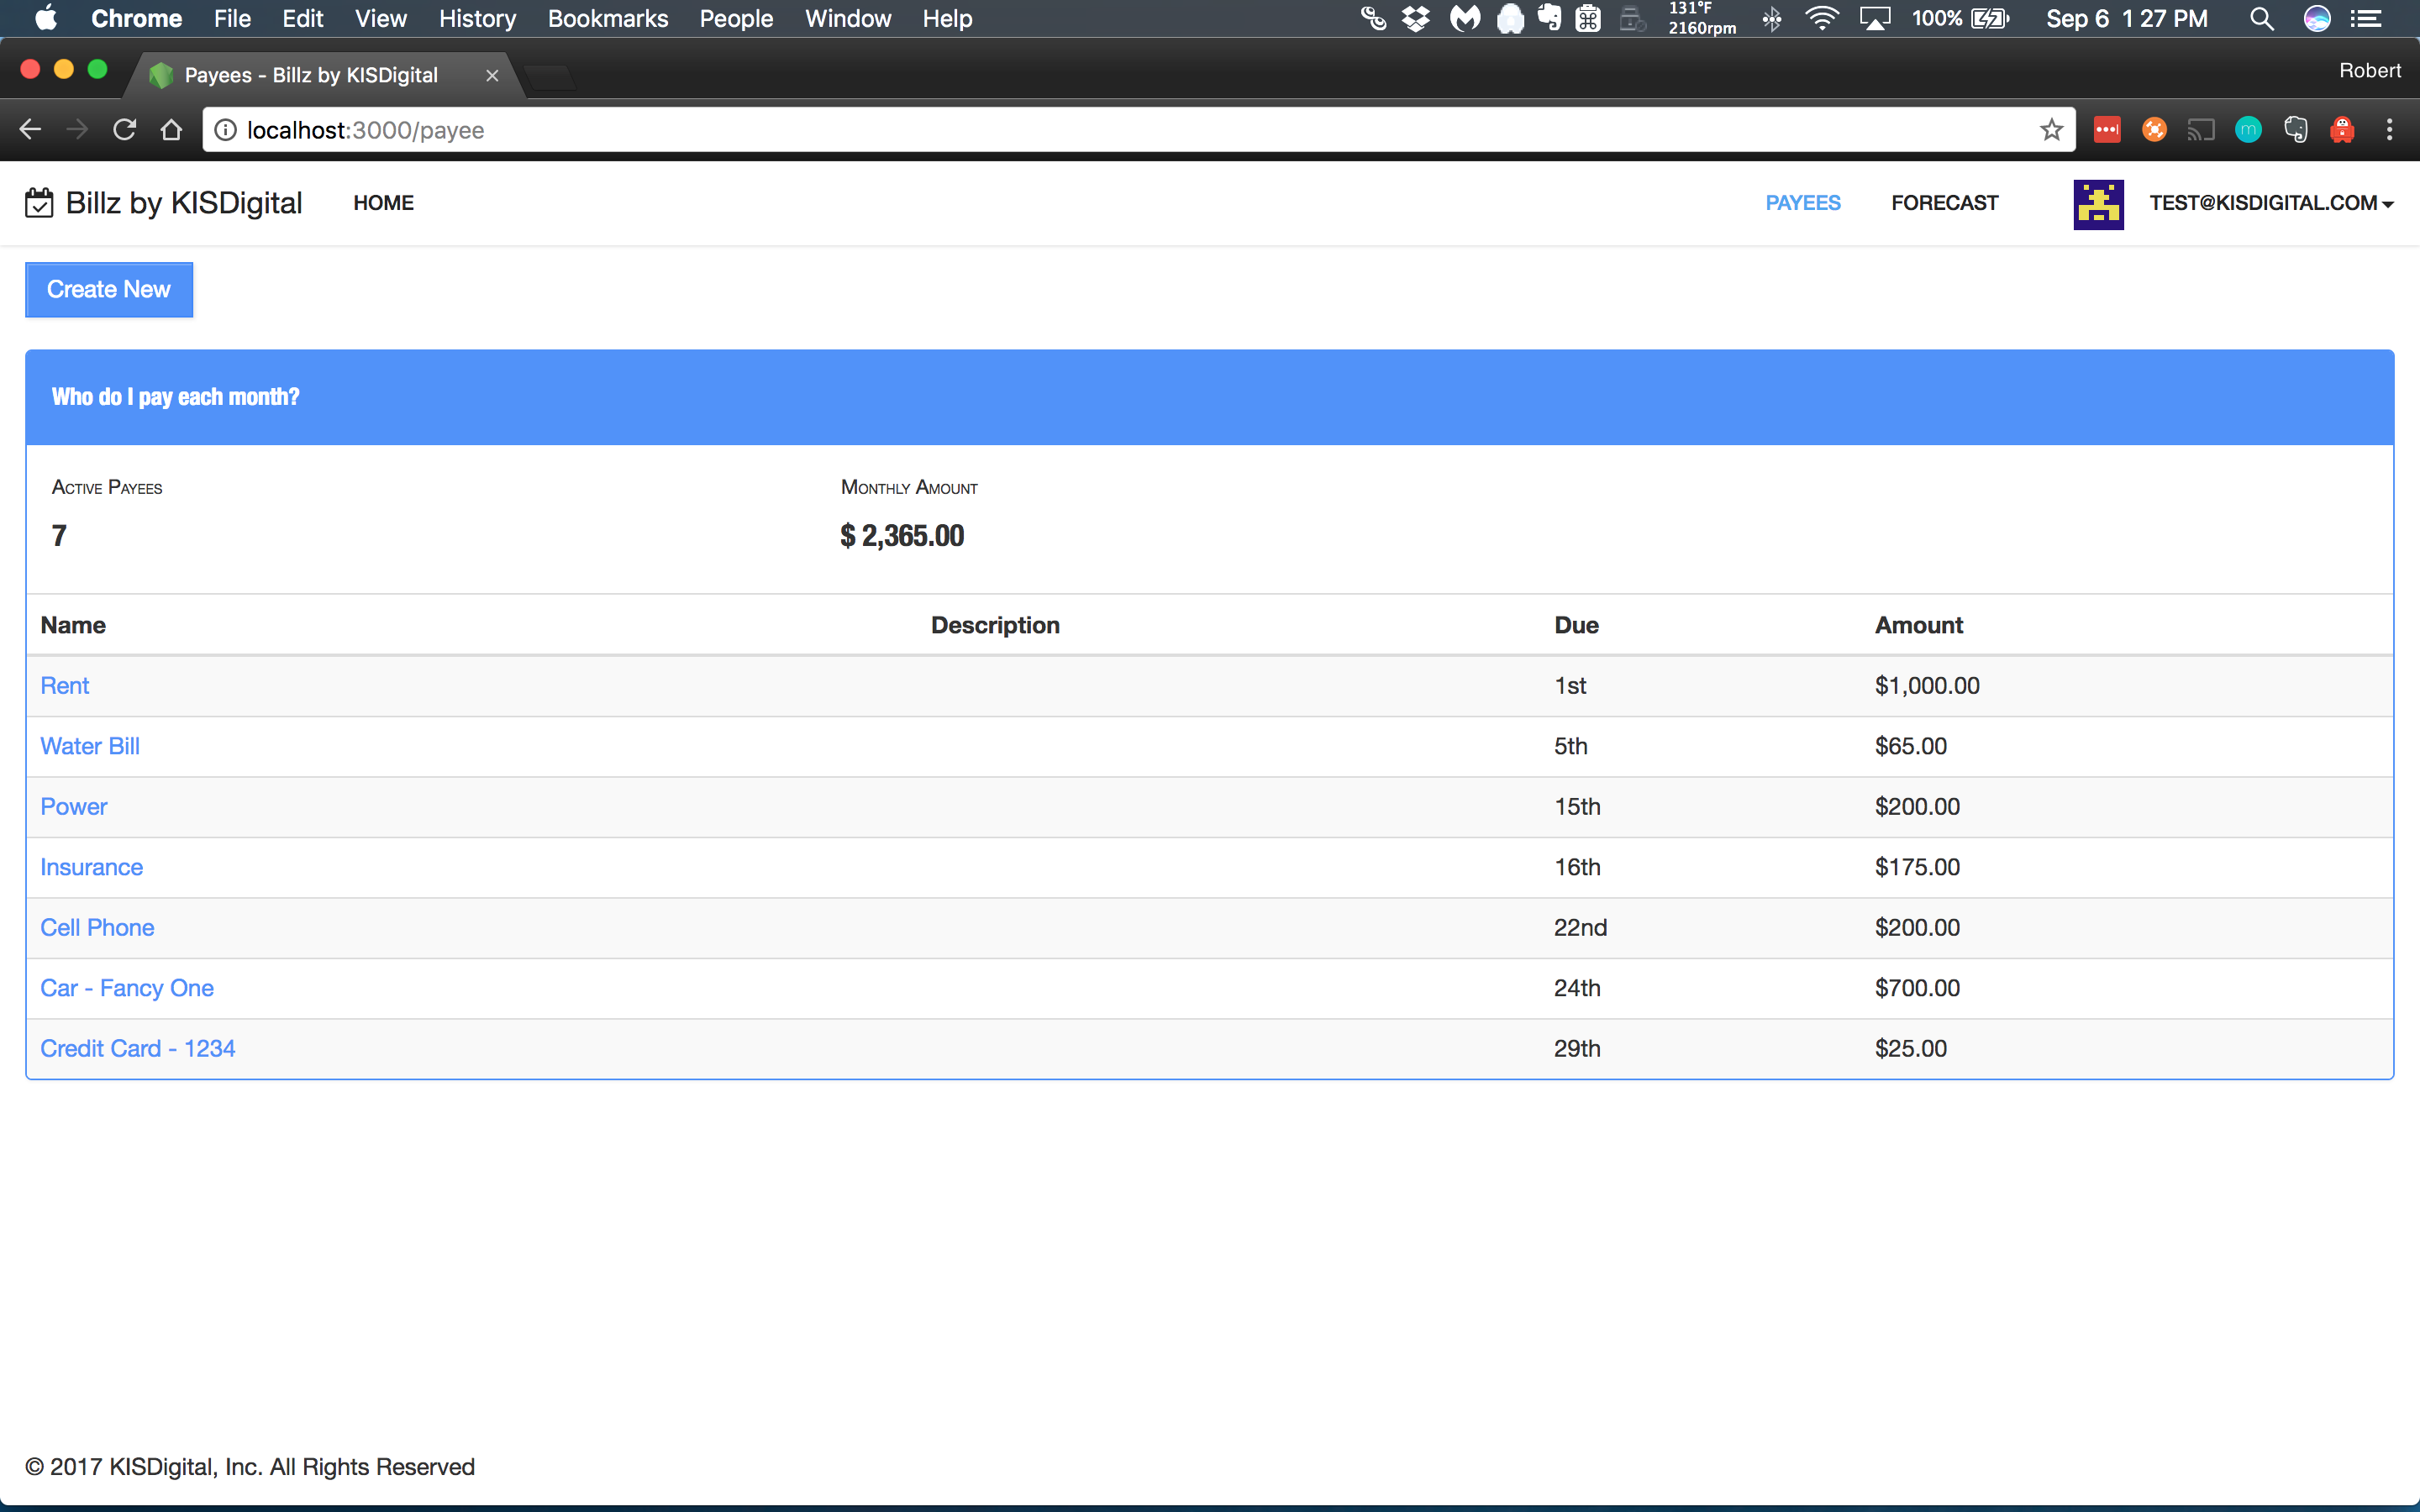 Chrome File Edit View History Bookmarks People Window Help 131°F 2160rpm 100% Sep 6 1 27 PM
Payees - Billz by KISDigital Robert
localhost:3000/payee
Billz by KISDigital HOME PAYEES FORECAST TEST@KISDIGITAL.COM
Create New
Who do I pay each month?
Active Payees Monthly Amount
7 $ 2,365.00
Name Description Due Amount
Rent 1st $1,000.00
Water Bill 5th $65.00
Power 15th $200.00
Insurance 16th $175.00
Cell Phone 22nd $200.00
Car - Fancy One 24th $700.00
Credit Card - 1234 29th $25.00
© 2017 KISDigital, Inc. All Rights Reserved